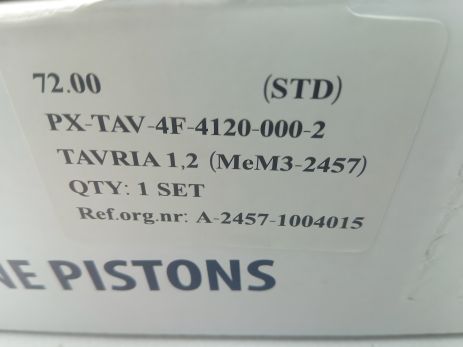 72.00 (STD)
PX-TAV-4F-4120-000-2
TAVRIA 1,2 (MeM3-2457)
QTY: 1 SET
Ref.org.nr: A-2457-1004015
NE PISTONS